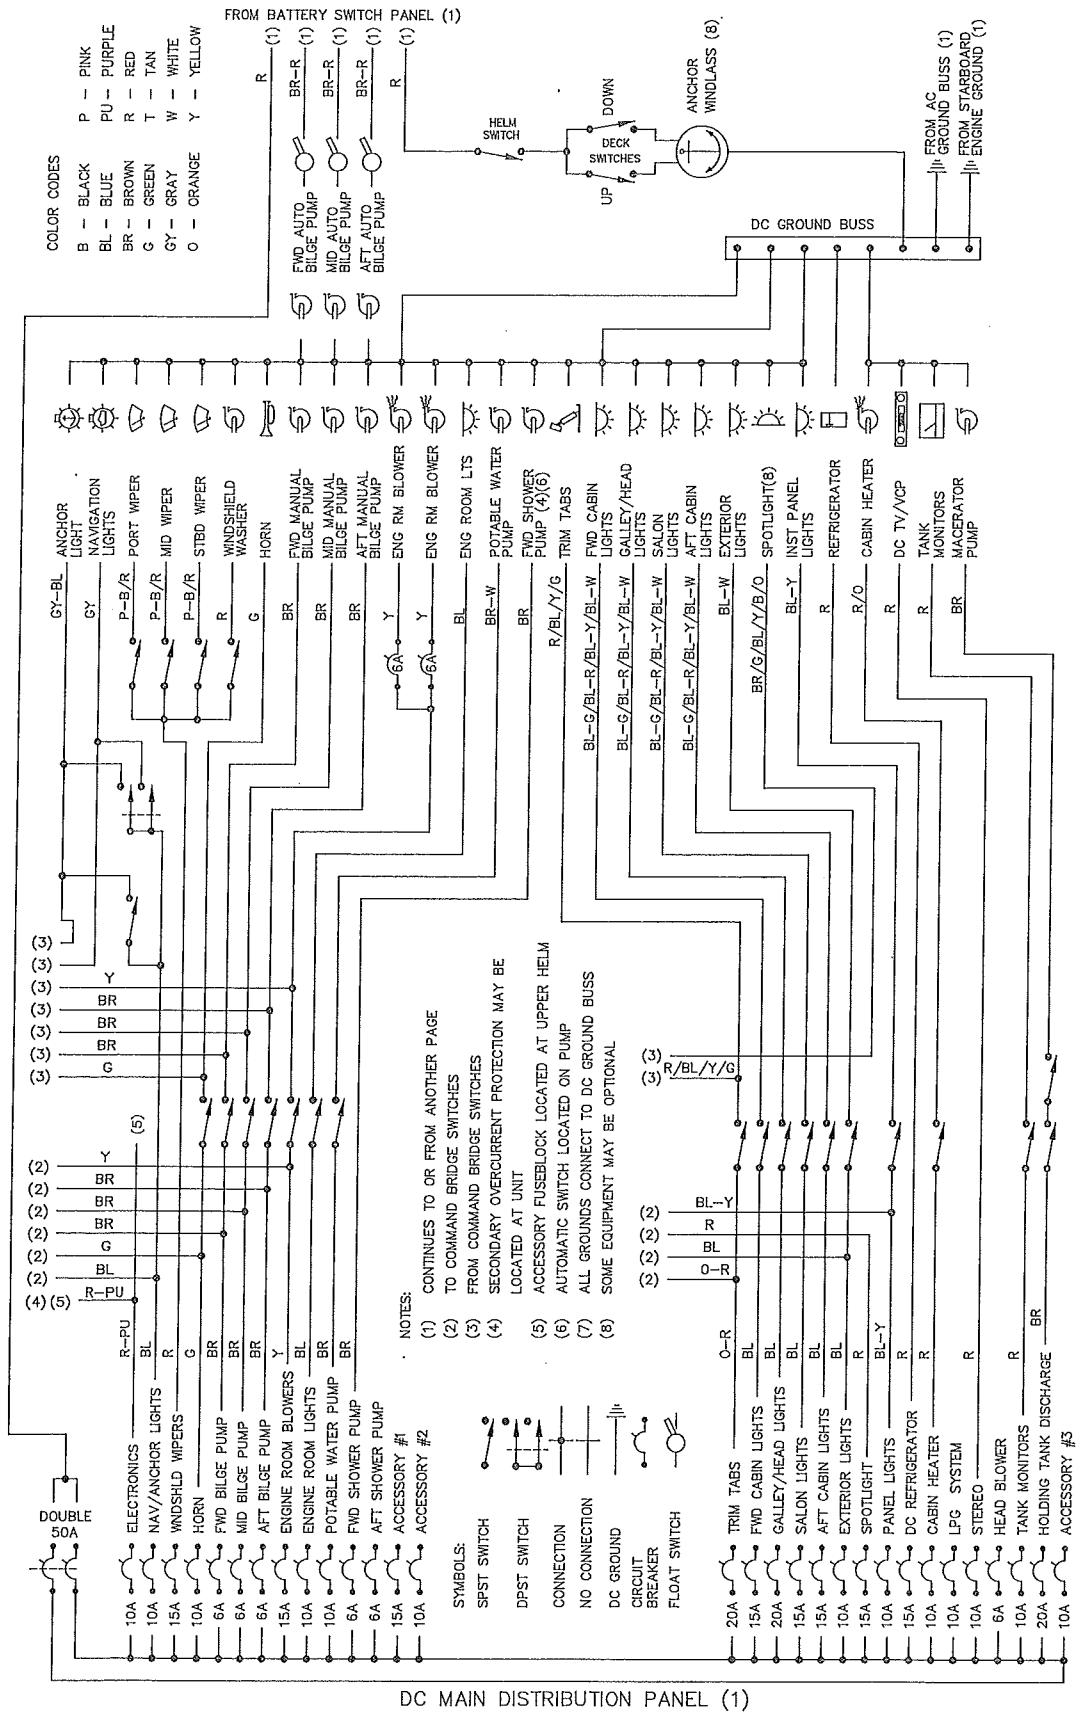 FROM BATTERY SWITCH PANEL (1)
COLOR CODES
B – BLACK
BL – BLUE
BR – BROWN
G – GREEN
GY – GRAY
O – ORANGE
P – PINK
PU – PURPLE
R – RED
T – TAN
W – WHITE
Y – YELLOW
(1)
(1)
(1)
(1)
(1)
R
BR–R
BR–R
BR–R
R
FWD AUTO
BILGE PUMP
MID AUTO
BILGE PUMP
AFT AUTO
BILGE PUMP
HELM
SWITCH
DOWN
DECK
SWITCHES
UP
ANCHOR
WINDLASS (8)
FROM AC
GROUND BUSS (1)
FROM STARBOARD
ENGINE GROUND (1)
DC GROUND BUSS
ANCHOR
LIGHT
NAVIGATION
LIGHTS
PORT WIPER
MID WIPER
STBD WIPER
WINDSHIELD
WASHER
HORN
FWD MANUAL
BILGE PUMP
MID MANUAL
BILGE PUMP
AFT MANUAL
BILGE PUMP
ENG RM BLOWER
ENG RM BLOWER
ENG ROOM LTS
POTABLE WATER
PUMP
FWD SHOWER
PUMP (4)(6)
TRIM TABS
FWD CABIN
LIGHTS
GALLEY/HEAD
LIGHTS
SALON
LIGHTS
AFT CABIN
LIGHTS
EXTERIOR
LIGHTS
SPOTLIGHT(8)
INST PANEL
LIGHTS
REFRIGERATOR
CABIN HEATER
DC TV/VCP
TANK
MONITORS
MACERATOR
PUMP
GY–BL
GY
P–B/R
P–B/R
P–B/R
R
G
BR
BR
BR
Y
Y
6A
6A
BL
BR–W
BR
R/BL/Y/G
BL–G/BL–R/BL–Y/BL–W
BL–G/BL–R/BL–Y/BL–W
BL–G/BL–R/BL–Y/BL–W
BL–G/BL–R/BL–Y/BL–W
BL–W
BR/G/BL/Y/B/O
BL–Y
R
R/O
R
R
BR
(3)
(3)
(3) Y
(3) BR
(3) BR
(3) BR
(3) G
(5)
(2) Y
(2) BR
(2) BR
(2) BR
(2) G
(2) BL
(4)(5) R–PU
(3)
(3) R/BL/Y/G
(2) BL–Y
(2) R
(2) BL
(2) O–R
NOTES:
(1) CONTINUES TO OR FROM ANOTHER PAGE
(2) TO COMMAND BRIDGE SWITCHES
(3) FROM COMMAND BRIDGE SWITCHES
(4) SECONDARY OVERCURRENT PROTECTION MAY BE
LOCATED AT UNIT
(5) ACCESSORY FUSEBLOCK LOCATED AT UPPER HELM
(6) AUTOMATIC SWITCH LOCATED ON PUMP
(7) ALL GROUNDS CONNECT TO DC GROUND BUSS
(8) SOME EQUIPMENT MAY BE OPTIONAL
R–PU
BL
R
G
BR
BR
BR
Y
BL
BR
BR
O–R
BL
BL
BL
BL
BL
R
BL–Y
R
R
R
R
BR
DOUBLE
50A
10A ELECTRONICS
10A NAV/ANCHOR LIGHTS
15A WNDSHLD WIPERS
10A HORN
6A FWD BILGE PUMP
6A MID BILGE PUMP
6A AFT BILGE PUMP
15A ENGINE ROOM BLOWERS
10A ENGINE ROOM LIGHTS
10A POTABLE WATER PUMP
6A FWD SHOWER PUMP
6A AFT SHOWER PUMP
15A ACCESSORY #1
10A ACCESSORY #2
SYMBOLS:
SPST SWITCH
DPST SWITCH
CONNECTION
NO CONNECTION
DC GROUND
CIRCUIT
BREAKER
FLOAT SWITCH
20A TRIM TABS
15A FWD CABIN LIGHTS
20A GALLEY/HEAD LIGHTS
15A SALON LIGHTS
15A AFT CABIN LIGHTS
10A EXTERIOR LIGHTS
15A SPOTLIGHT
10A PANEL LIGHTS
15A DC REFRIGERATOR
10A CABIN HEATER
10A LPG SYSTEM
10A STEREO
6A HEAD BLOWER
10A TANK MONITORS
20A HOLDING TANK DISCHARGE
10A ACCESSORY #3
DC MAIN DISTRIBUTION PANEL (1)